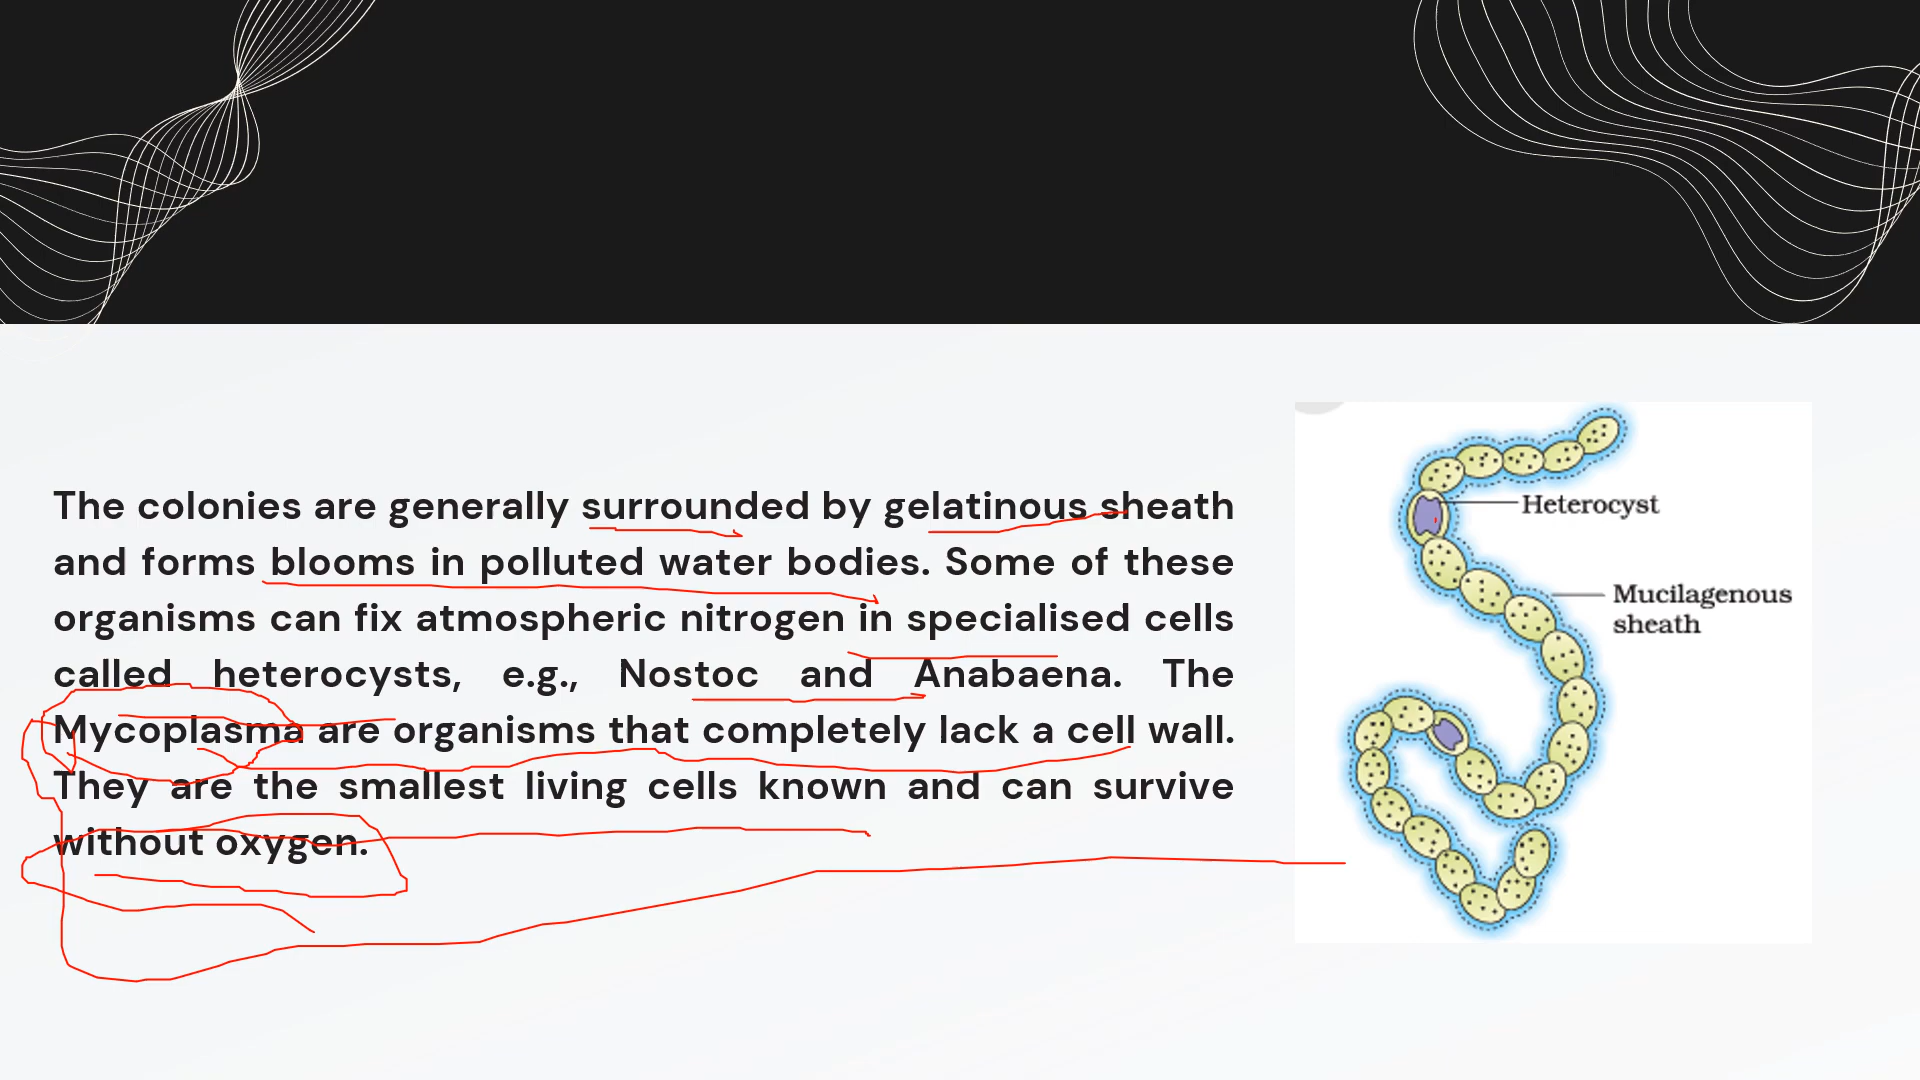 The colonies are generally surrounded by gelatinous sheath
and forms blooms in polluted water bodies. Some of these
organisms can fix atmospheric nitrogen in specialised cells
called heterocysts, e.g., Nostoc and Anabaena. The
Mycoplasma are organisms that completely lack a cell wall.
They are the smallest living cells known and can survive
without oxygen.
Heterocyst
Mucilagenous
sheath